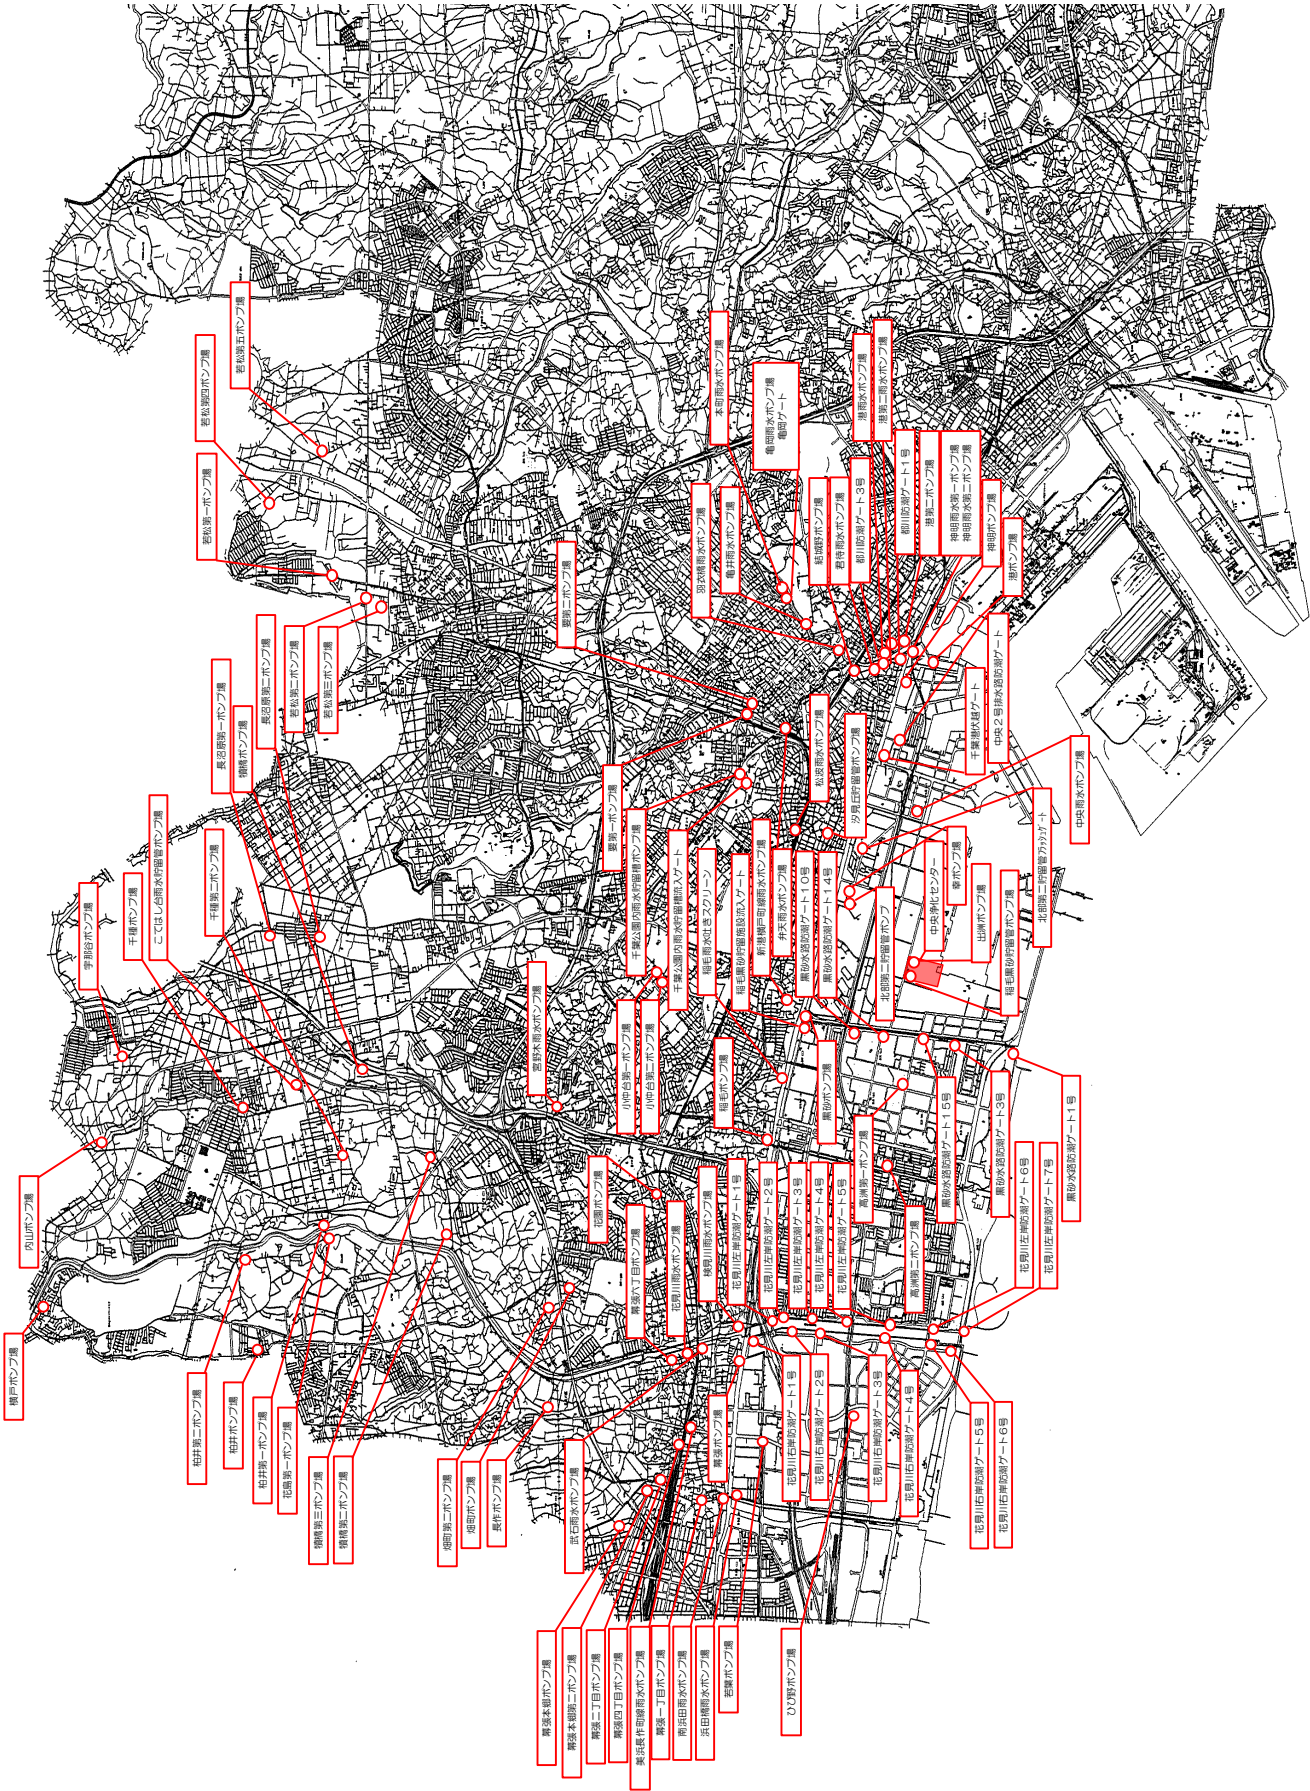 横戸ポンプ場
内山ポンプ場
宇那谷ポンプ場
千種ポンプ場
こてはし台雨水貯留管ポンプ場
千種第二ポンプ場
長沼原第一ポンプ場
犢橋ポンプ場
長沼原第二ポンプ場
若松第二ポンプ場
若松第三ポンプ場
若松第一ポンプ場
若松第四ポンプ場
若松第五ポンプ場
柏井第二ポンプ場
柏井ポンプ場
柏井第一ポンプ場
花島第一ポンプ場
犢橋第三ポンプ場
犢橋第二ポンプ場
畑町第二ポンプ場
畑町ポンプ場
長作ポンプ場
武石雨水ポンプ場
幕張本郷ポンプ場
幕張本郷第二ポンプ場
幕張二丁目ポンプ場
幕張四丁目ポンプ場
美浜長作町線雨水ポンプ場
幕張一丁目ポンプ場
南浜田雨水ポンプ場
浜田橋雨水ポンプ場
若葉ポンプ場
ひび野ポンプ場
幕張ポンプ場
宮野木雨水ポンプ場
花園ポンプ場
幕張六丁目ポンプ場
花見川雨水ポンプ場
検見川雨水ポンプ場
花見川左岸防潮ゲート1号
花見川左岸防潮ゲート2号
花見川左岸防潮ゲート3号
花見川左岸防潮ゲート4号
花見川左岸防潮ゲート5号
花見川左岸防潮ゲート6号
花見川左岸防潮ゲート7号
花見川右岸防潮ゲート1号
花見川右岸防潮ゲート2号
花見川右岸防潮ゲート3号
花見川右岸防潮ゲート4号
花見川右岸防潮ゲート5号
花見川右岸防潮ゲート6号
高洲第一ポンプ場
高洲第二ポンプ場
黒砂水路防潮ゲート15号
黒砂水路防潮ゲート3号
黒砂水路防潮ゲート1号
小仲台第一ポンプ場
小仲台第二ポンプ場
稲毛ポンプ場
黒砂ポンプ場
要第二ポンプ場
要第一ポンプ場
千葉公園内雨水貯留槽ポンプ場
千葉公園内雨水貯留槽流入ゲート
稲毛雨水吐きスクリーン
稲毛黒砂貯留施設流入ゲート
新港横戸町線雨水ポンプ場
弁天雨水ポンプ場
黒砂水路防潮ゲート10号
黒砂水路防潮ゲート14号
北部第二貯留管ポンプ
中央浄化センター
幸ポンプ場
出洲ポンプ場
稲毛黒砂貯留管ポンプ場
北部第二貯留管フラッシュゲート
中央雨水ポンプ場
松波雨水ポンプ場
汐見丘貯留管ポンプ場
千葉港伏越ゲート
中央2号排水路防潮ゲート
本町雨水ポンプ場
亀岡雨水ポンプ場
亀岡ゲート
羽衣橋雨水ポンプ場
亀井雨水ポンプ場
結城野ポンプ場
君待雨水ポンプ場
都川防潮ゲート3号
港雨水ポンプ場
港第二雨水ポンプ場
都川防潮ゲート1号
港第二ポンプ場
神明雨水第一ポンプ場
神明雨水第二ポンプ場
神明ポンプ場
港ポンプ場